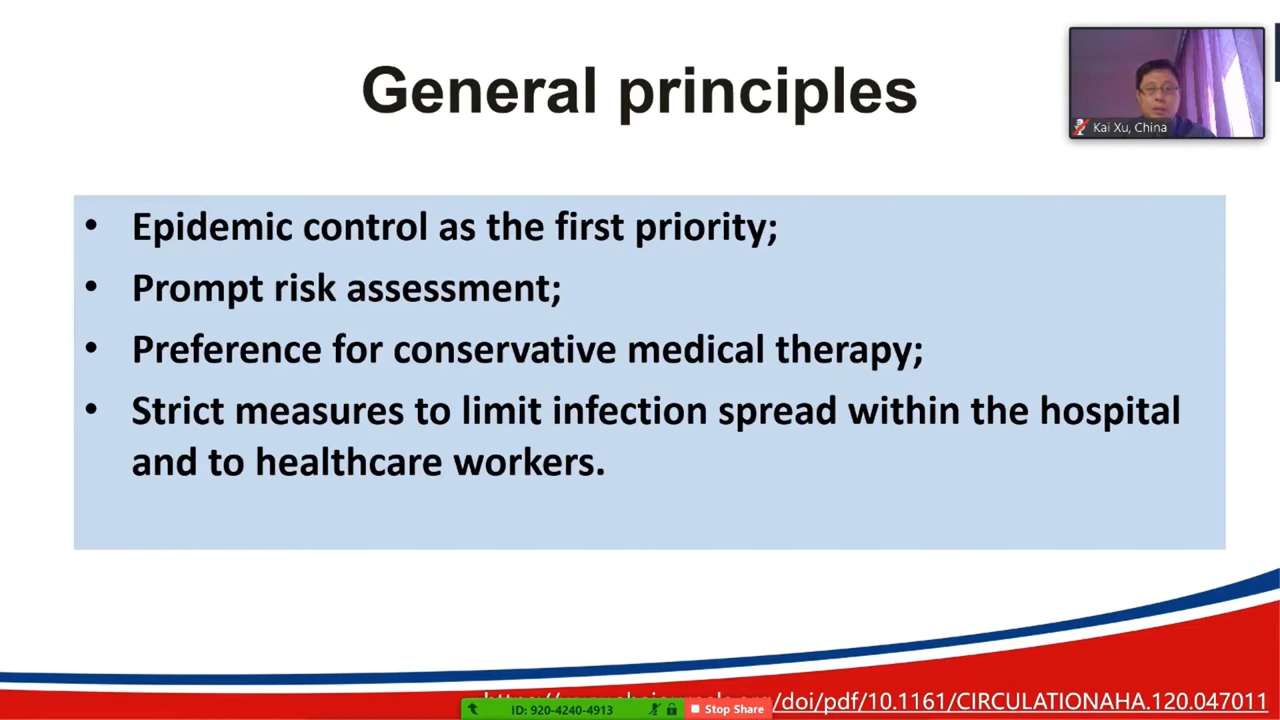 General principles
Kai Xu, China
• Epidemic control as the first priority;
• Prompt risk assessment;
• Preference for conservative medical therapy;
• Strict measures to limit infection spread within the hospital
and to healthcare workers.
/doi/pdf/10.1161/CIRCULATIONAHA.120.047011
ID: 920-4240-4913
Stop Share